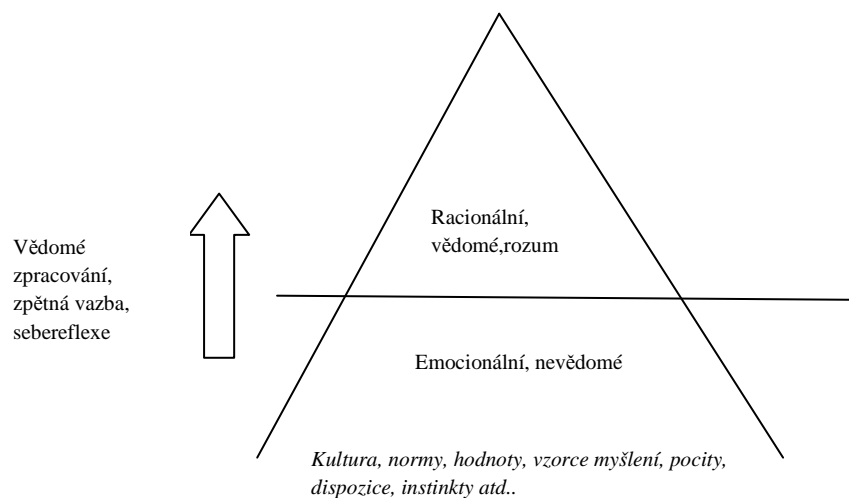 Racionální,
vědomé,rozum
Vědomé
zpracování,
zpětná vazba,
sebereflexe
Emocionální, nevědomé
Kultura, normy, hodnoty, vzorce myšlení, pocity,
dispozice, instinkty atd..